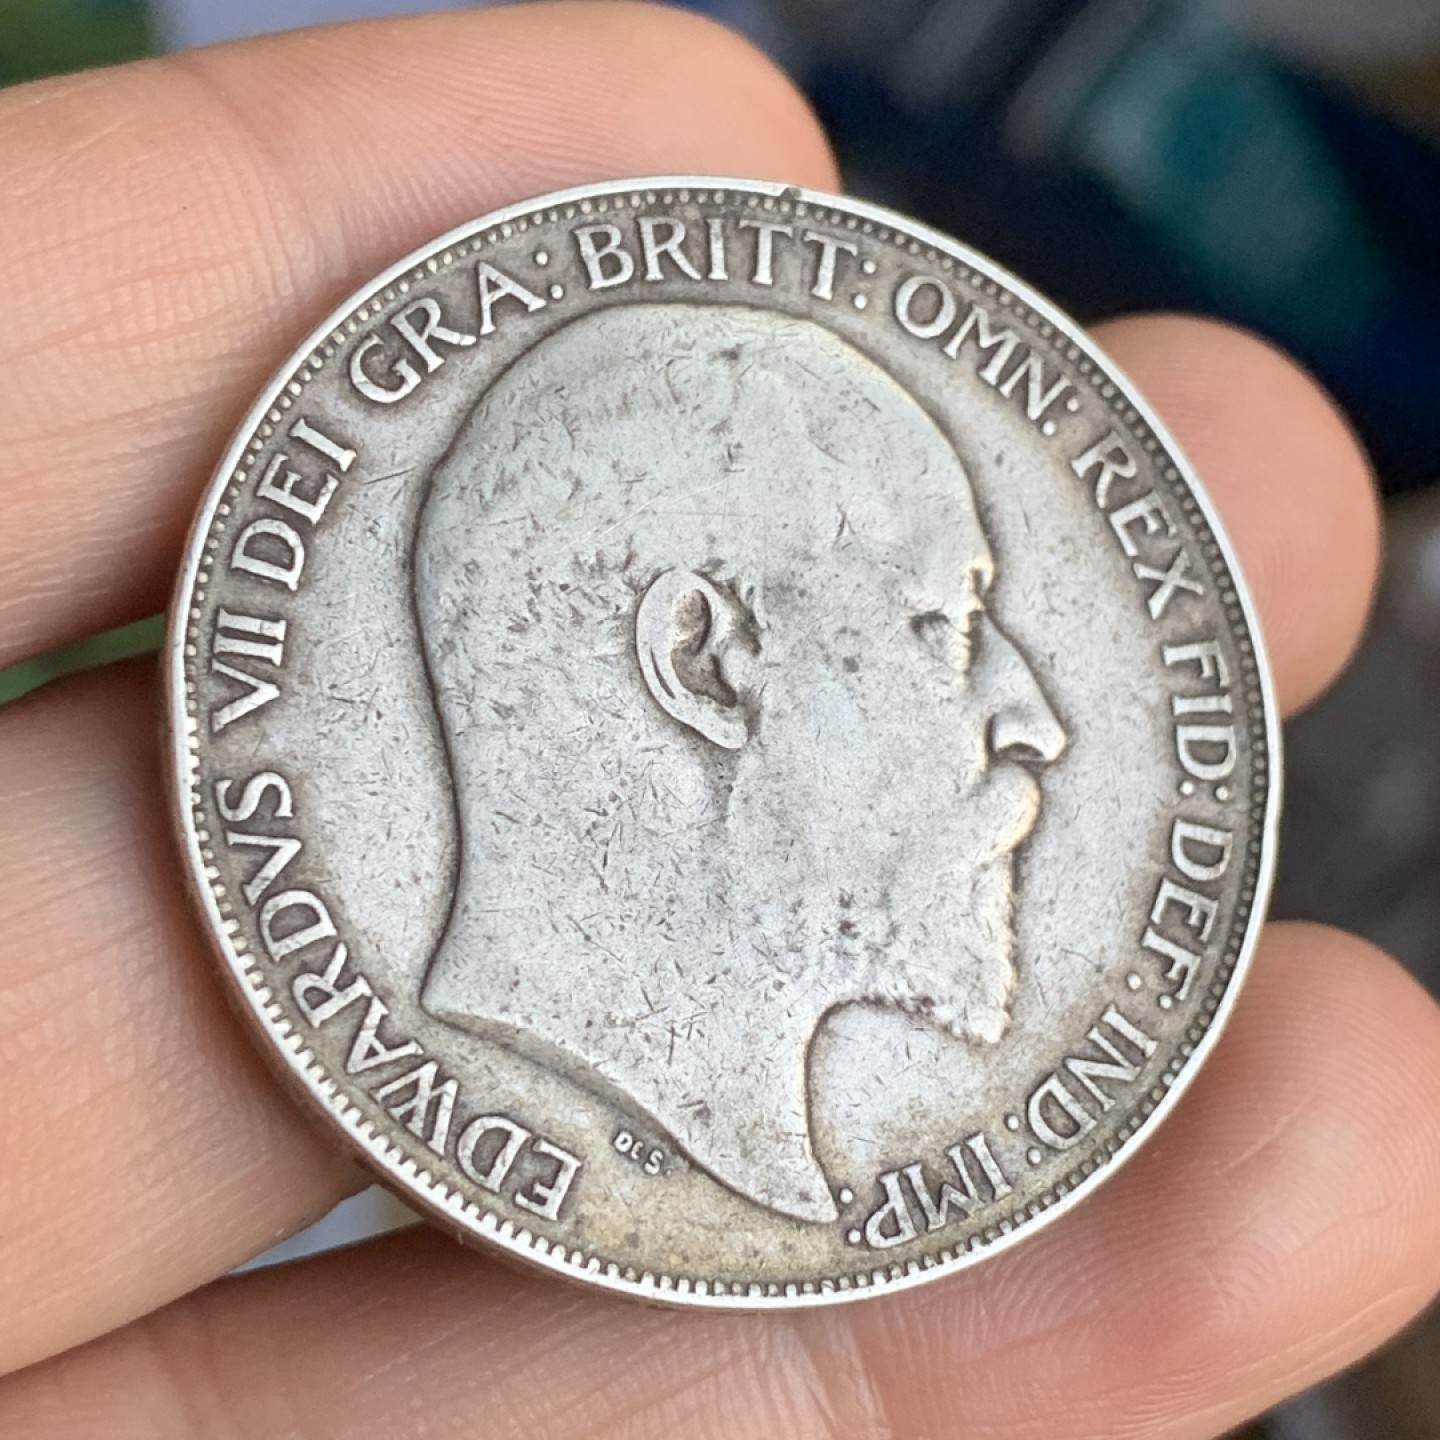 EDWARDVS VII DEI GRA: BRITT: OMN: REX FID: DEF: IND: IMP:
DES.